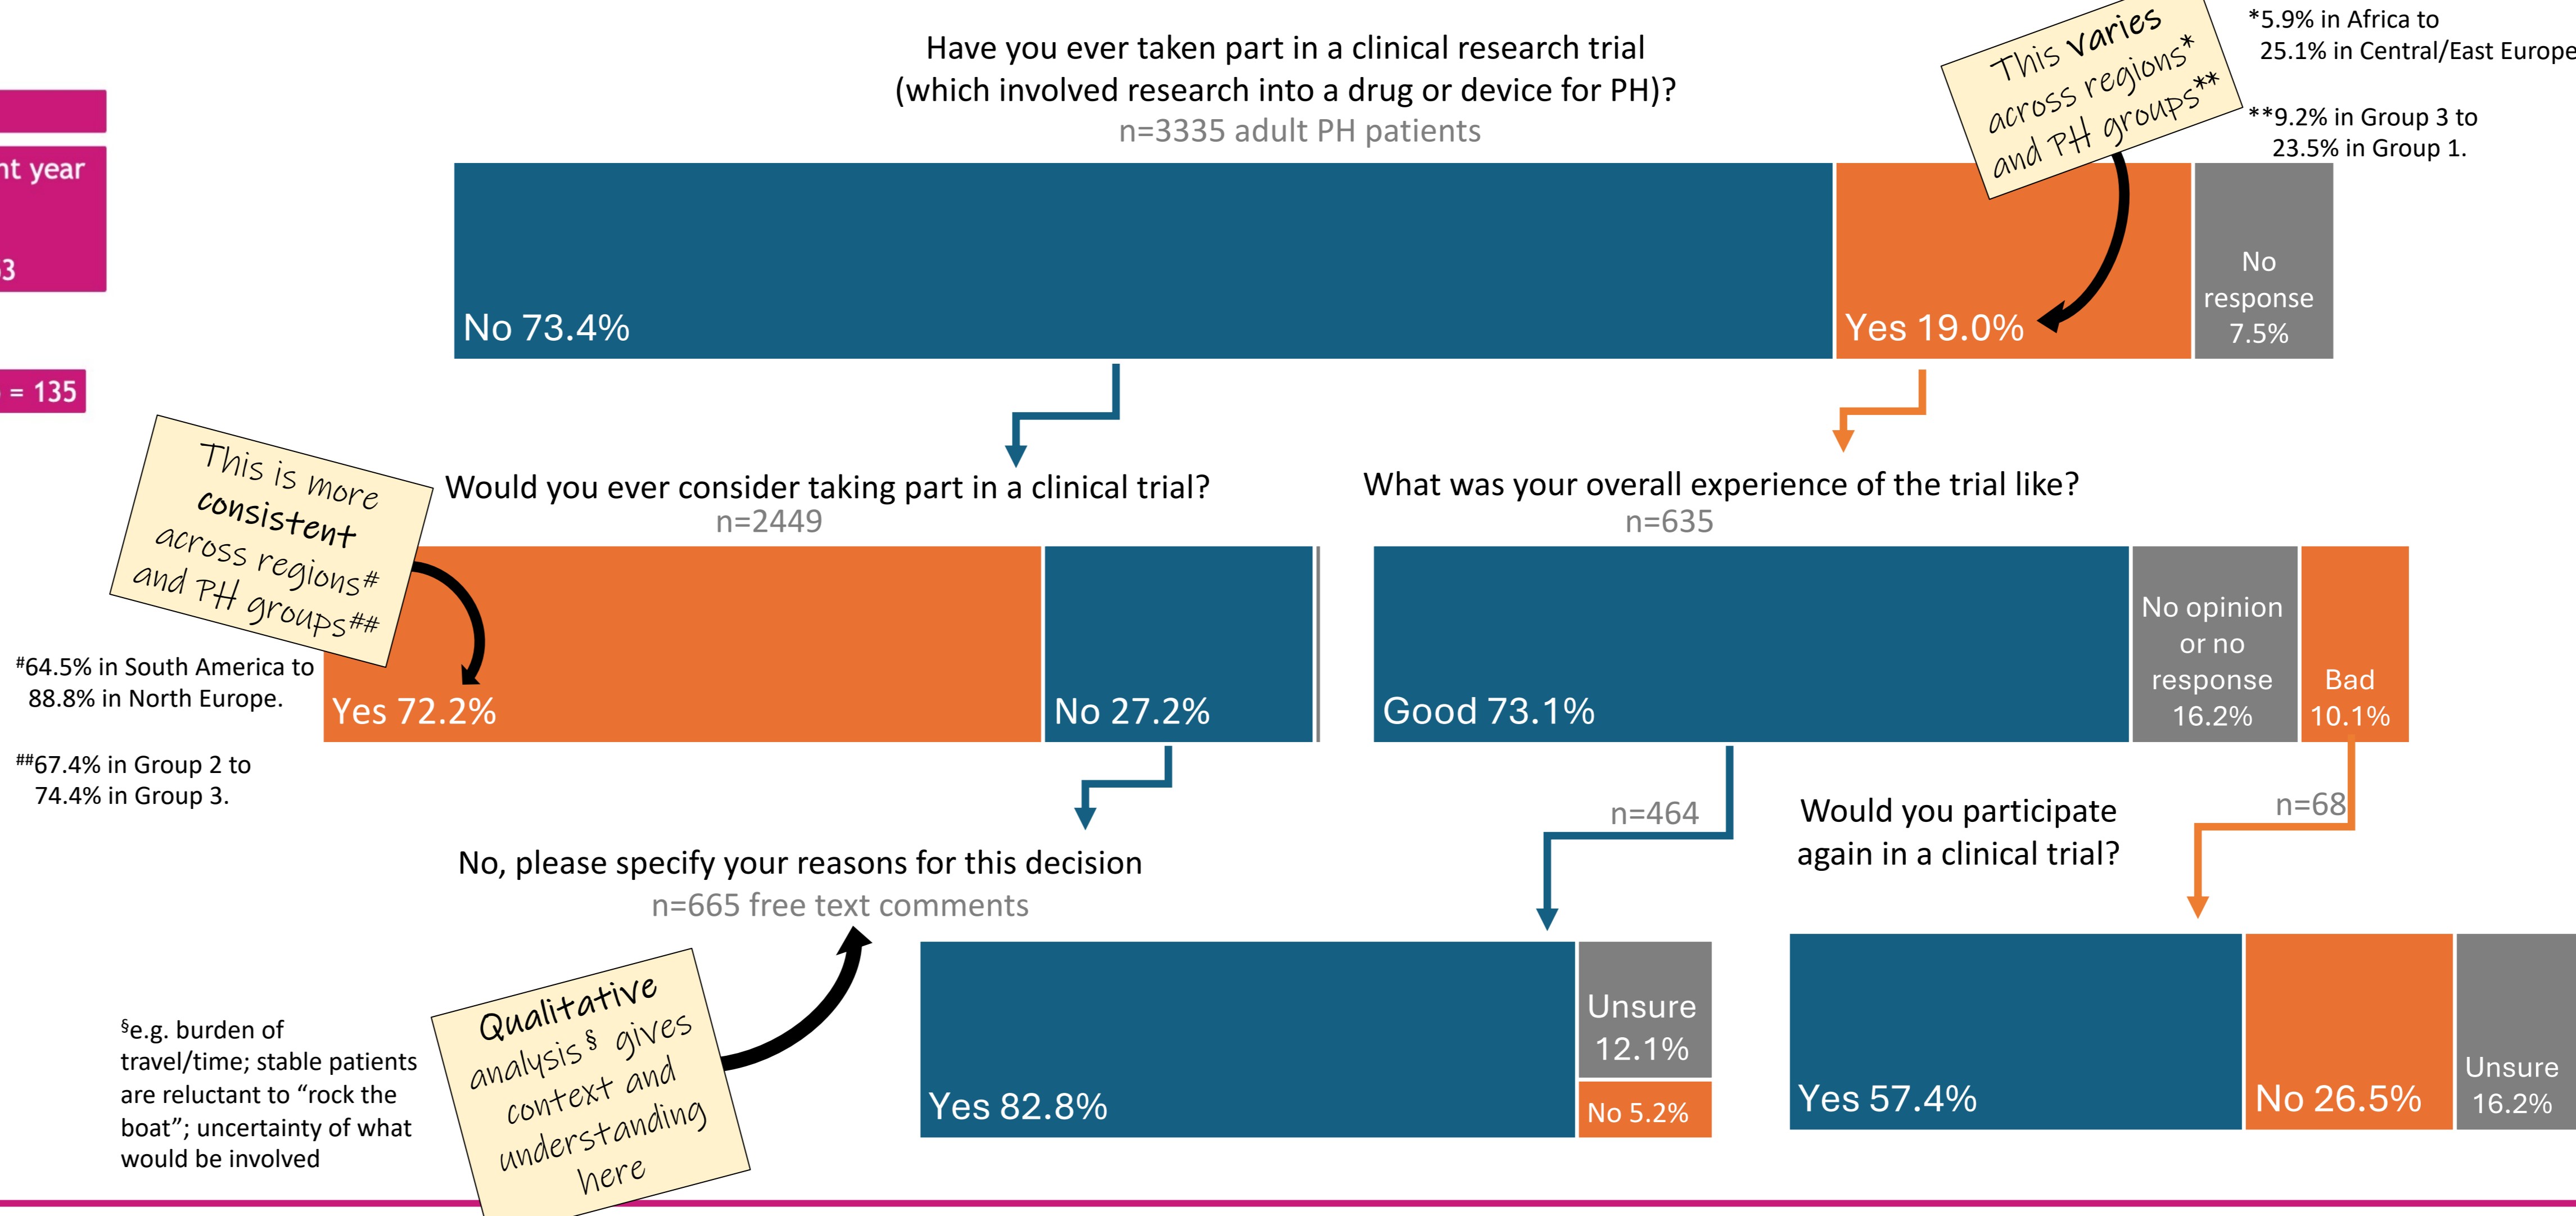 nt year
3
= 135
Have you ever taken part in a clinical research trial
(which involved research into a drug or device for PH)?
n=3335 adult PH patients
This varies
across regions*
and PH groups**
*5.9% in Africa to
25.1% in Central/East Europe
**9.2% in Group 3 to
23.5% in Group 1.
No 73.4%
Yes 19.0%
No
response
7.5%
This is more
consistent
across regions#
and PH groups##
#64.5% in South America to
88.8% in North Europe.
##67.4% in Group 2 to
74.4% in Group 3.
Would you ever consider taking part in a clinical trial?
n=2449
Yes 72.2%
No 27.2%
What was your overall experience of the trial like?
n=635
Good 73.1%
No opinion
or no
response
16.2%
Bad
10.1%
No, please specify your reasons for this decision
n=665 free text comments
Qualitative
analysis§ gives
context and
understanding
here
§e.g. burden of
travel/time; stable patients
are reluctant to “rock the
boat”; uncertainty of what
would be involved
n=464
Would you participate
again in a clinical trial?
n=68
Yes 82.8%
Unsure
12.1%
No 5.2%
Yes 57.4%
No 26.5%
Unsure
16.2%